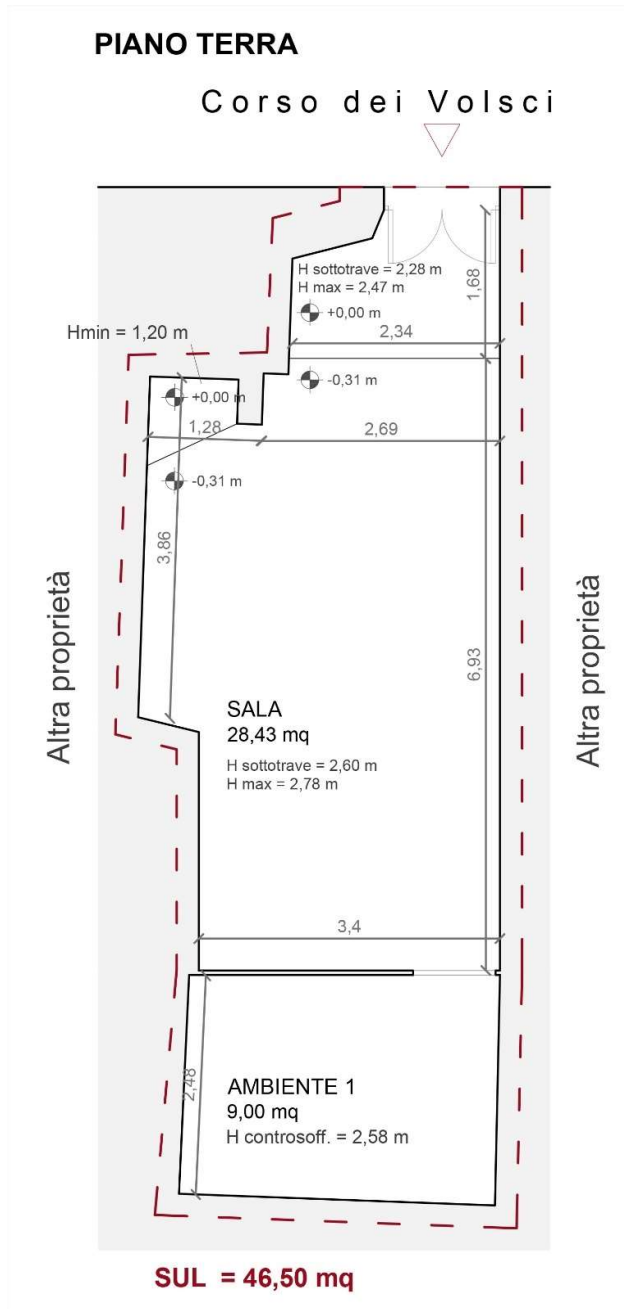 PIANO TERRA
Corso dei Volsci
H sottotrave = 2,28 m
H max = 2,47 m
+0,00 m
1,68
2,34
Hmin = 1,20 m
-0,31 m
+0,00 m
1,28
2,69
-0,31 m
3,86
Altra proprietà
Altra proprietà
6,93
SALA
28,43 mq
H sottotrave = 2,60 m
H max = 2,78 m
3,4
2,48
AMBIENTE 1
9,00 mq
H controsoff. = 2,58 m
SUL = 46,50 mq